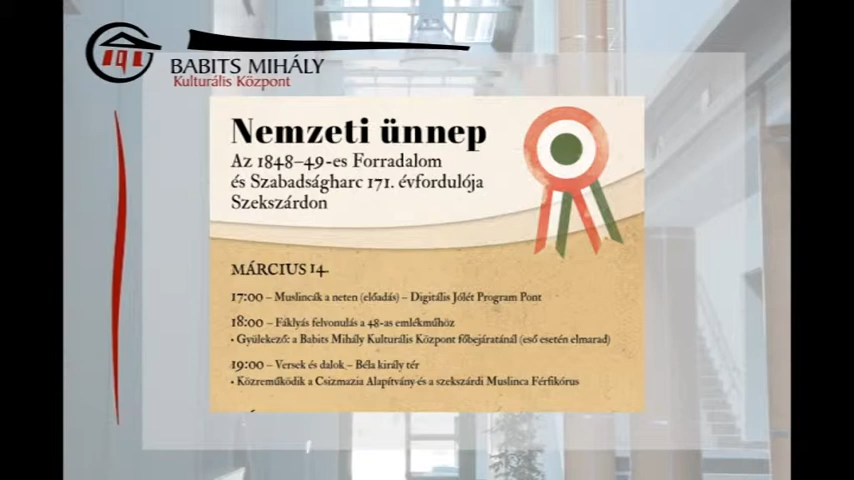 BABITS MIHÁLY
Kulturális Központ
Nemzeti ünnep
Az 1848–49-es Forradalom
és Szabadságharc 171. évfordulója
Szekszárdon
MÁRCIUS 14.
17:00 – Muslincák a neten (előadás) – Digitális Jólét Program Pont
18:00 – Fáklyás felvonulás a 48-as emlékműhöz
• Gyülekező: a Babits Mihály Kulturális Központ főbejáratánál (eső esetén elmarad)
19:00 – Versek és dalok – Béla király tér
• Közreműködik a Csizmazia Alapítvány és a szekszárdi Muslinca Férfikórus